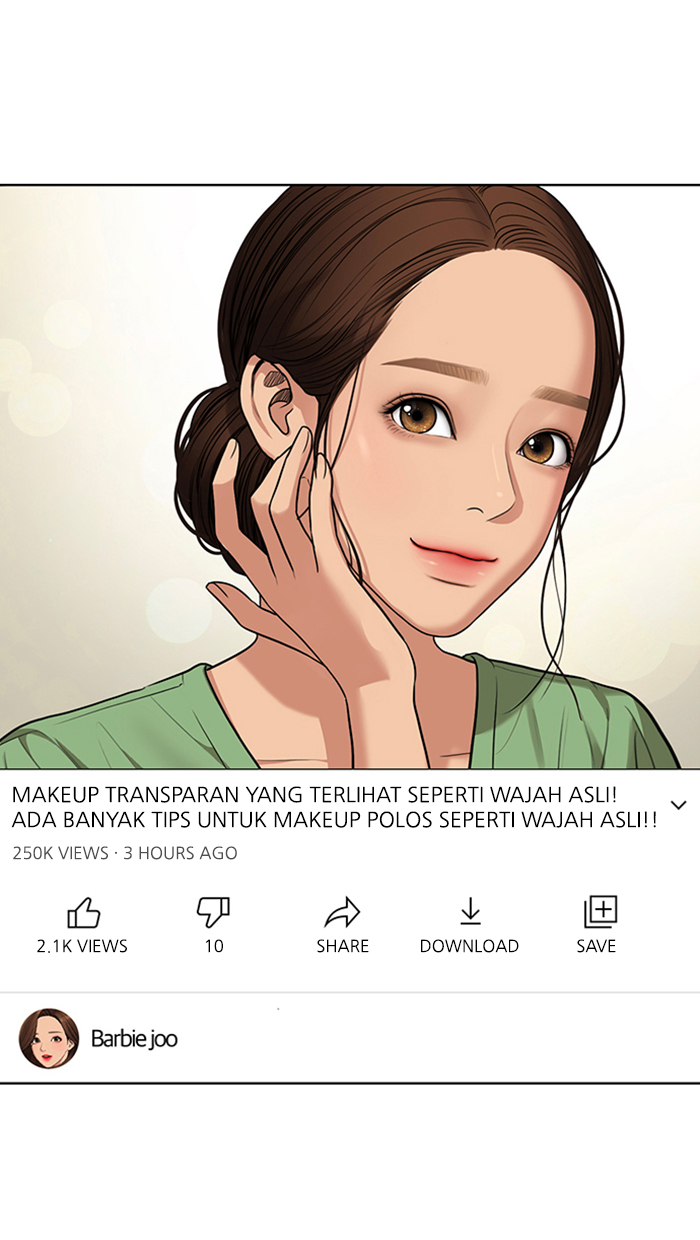 MAKEUP TRANSPARAN YANG TERLIHAT SEPERTI WAJAH ASLI!
ADA BANYAK TIPS UNTUK MAKEUP POLOS SEPERTI WAJAH ASLI!!
250K VIEWS · 3 HOURS AGO
2.1K VIEWS 10 SHARE DOWNLOAD SAVE
Barbie joo